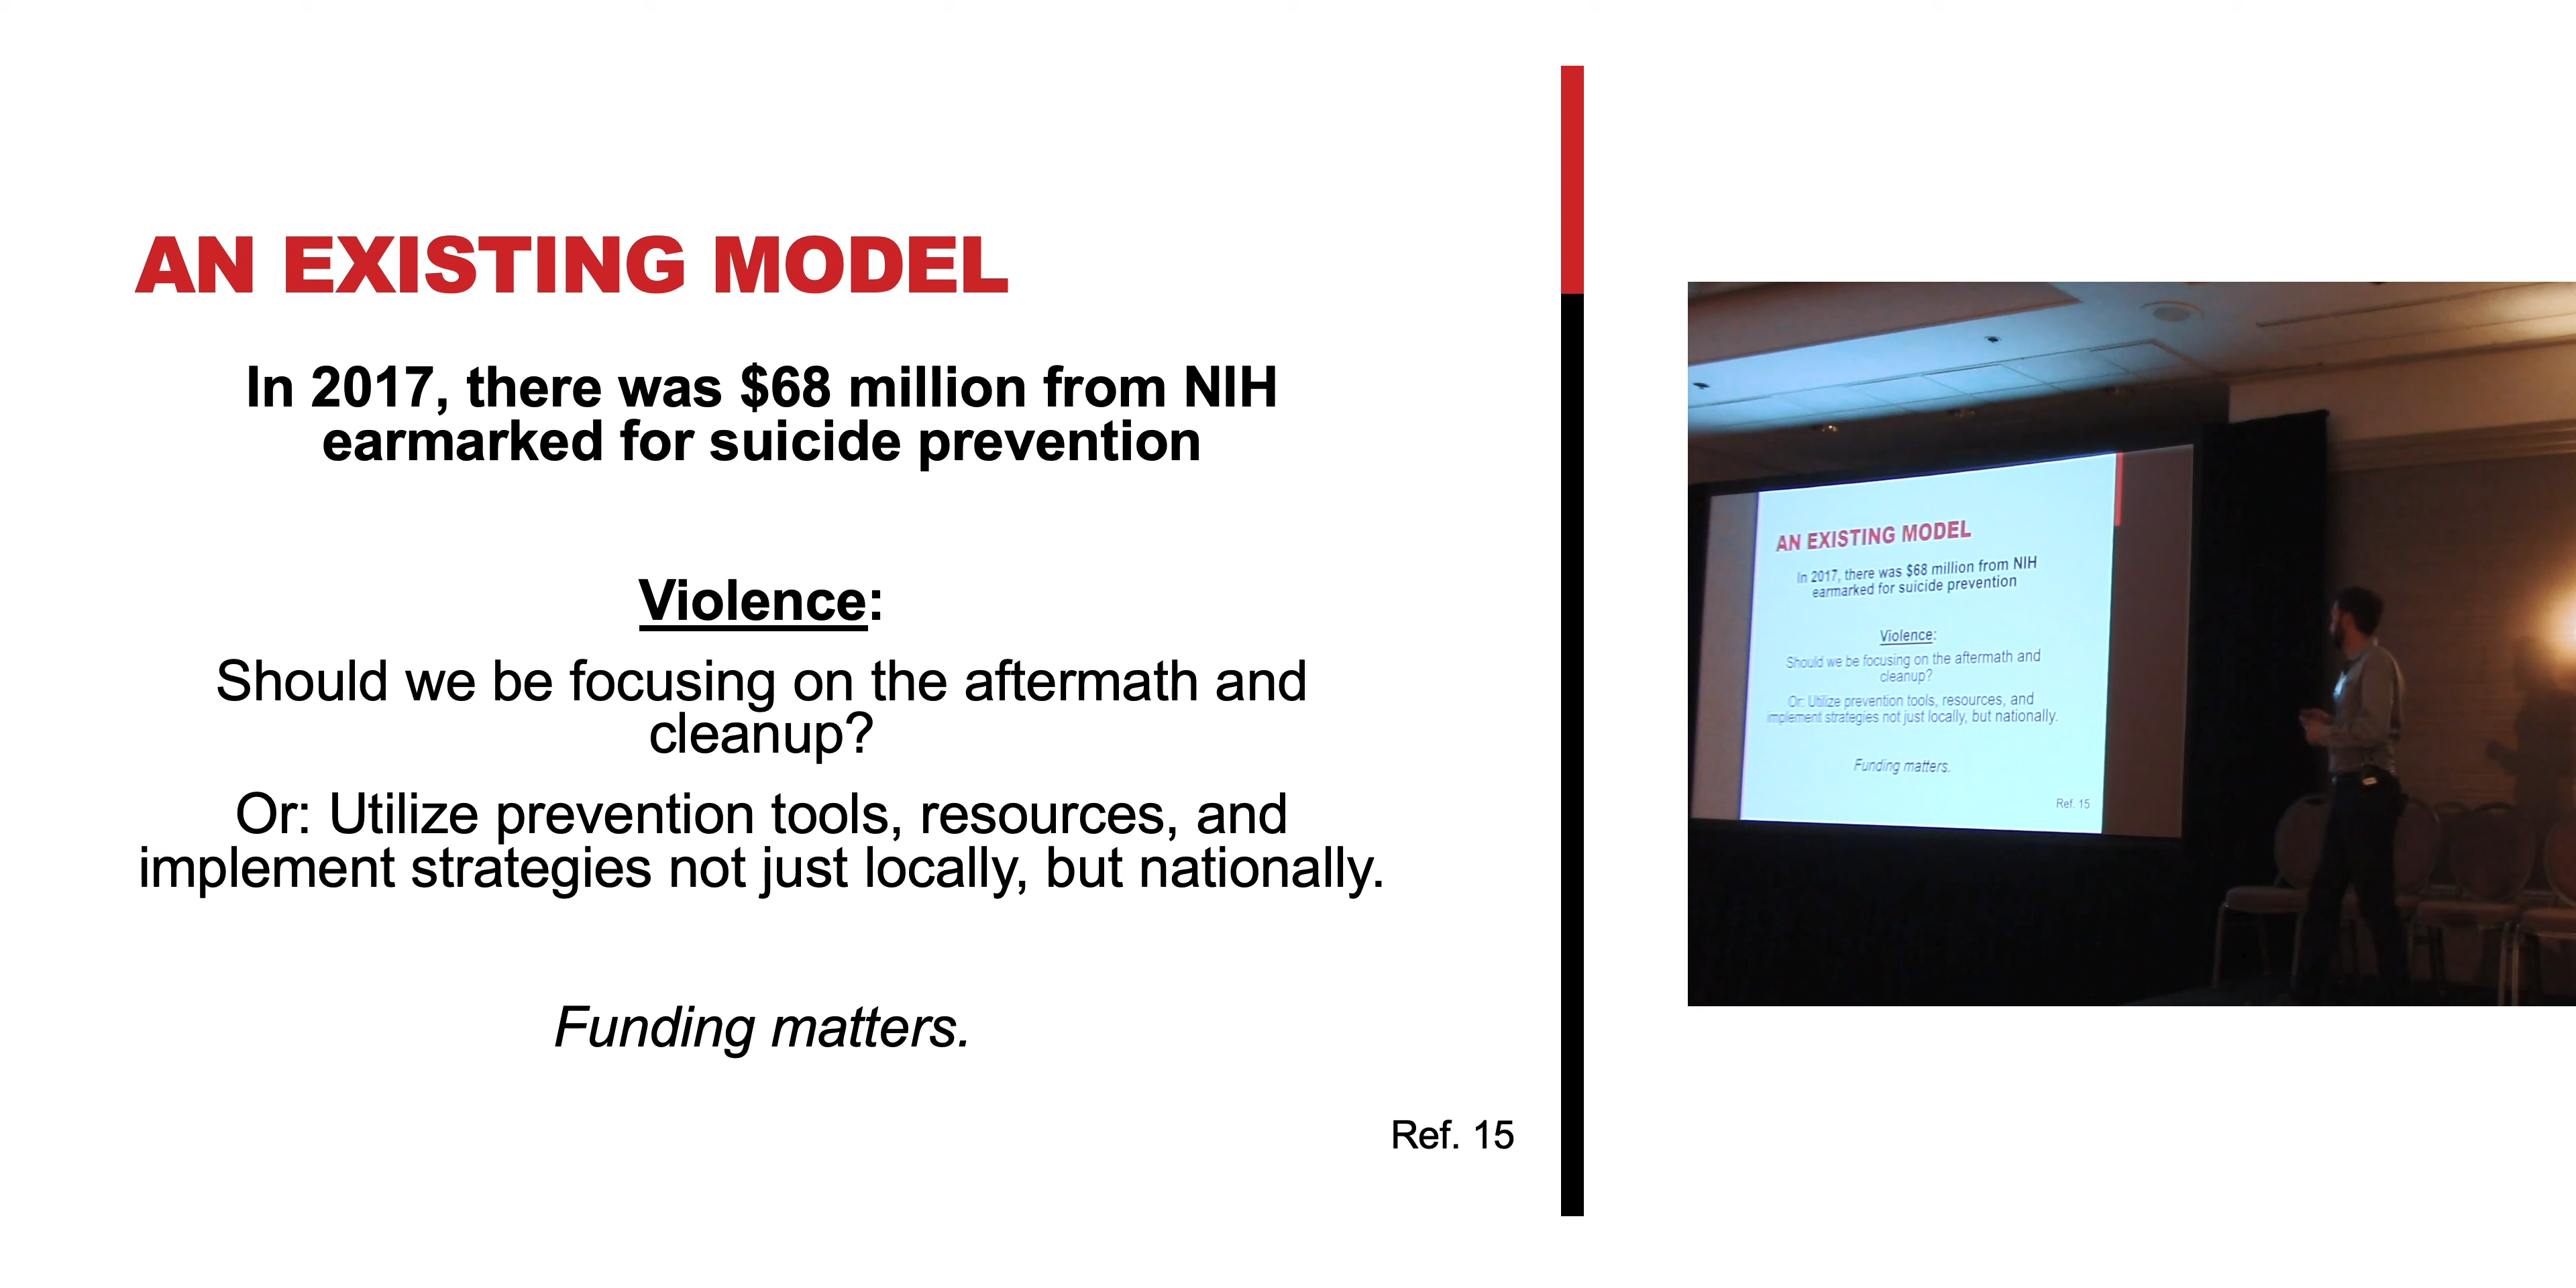 AN EXISTING MODEL
In 2017, there was $68 million from NIH
earmarked for suicide prevention
Violence:
Should we be focusing on the aftermath and
cleanup?
Or: Utilize prevention tools, resources, and
implement strategies not just locally, but nationally.
Funding matters.
Ref. 15
AN EXISTING MODEL
In 2017, there was $68 million from NIH
earmarked for suicide prevention
Violence:
Should we be focusing on the aftermath and
cleanup?
Or: Utilize prevention tools, resources, and
implement strategies not just locally, but nationally.
Funding matters.
Ref. 15